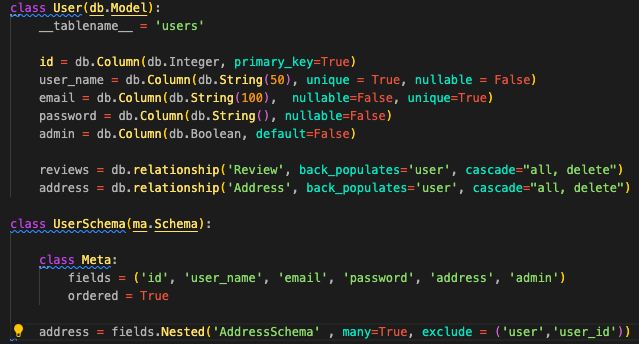 class User(db.Model):
    __tablename__ = 'users'

    id = db.Column(db.Integer, primary_key=True)
    user_name = db.Column(db.String(50), unique = True, nullable = False)
    email = db.Column(db.String(100),  nullable=False, unique=True)
    password = db.Column(db.String(), nullable=False)
    admin = db.Column(db.Boolean, default=False)

    reviews = db.relationship('Review', back_populates='user', cascade="all, delete")
    address = db.relationship('Address', back_populates='user', cascade="all, delete")

class UserSchema(ma.Schema):

    class Meta:
        fields = ('id', 'user_name', 'email', 'password', 'address', 'admin')
        ordered = True

    address = fields.Nested('AddressSchema' , many=True, exclude = ('user','user_id'))